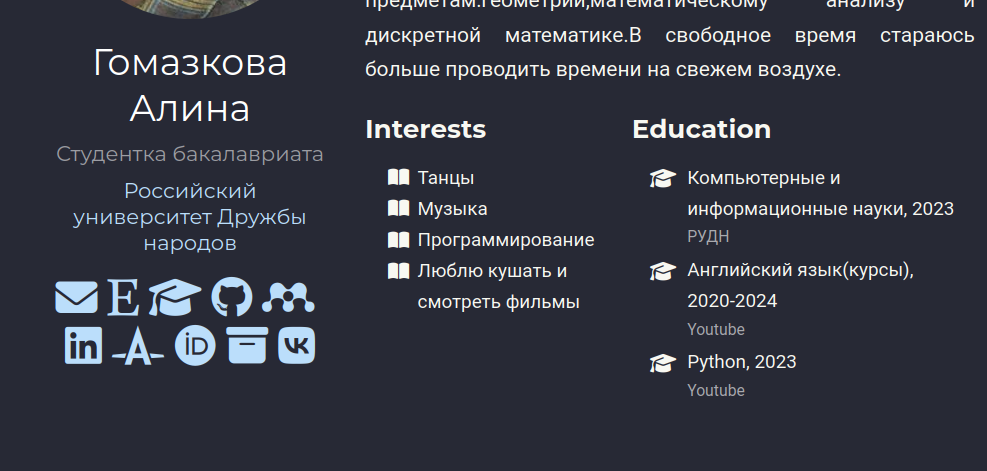 предметам:геометрии,математическому анализу и
дискретной математике.В свободное время стараюсь
больше проводить времени на свежем воздухе.
Гомазкова
Алина
Студентка бакалавриата
Российский
университет Дружбы
народов
Interests
Танцы
Музыка
Программирование
Люблю кушать и
смотреть фильмы
Education
Компьютерные и
информационные науки, 2023
РУДН
Английский язык(курсы),
2020-2024
Youtube
Python, 2023
Youtube